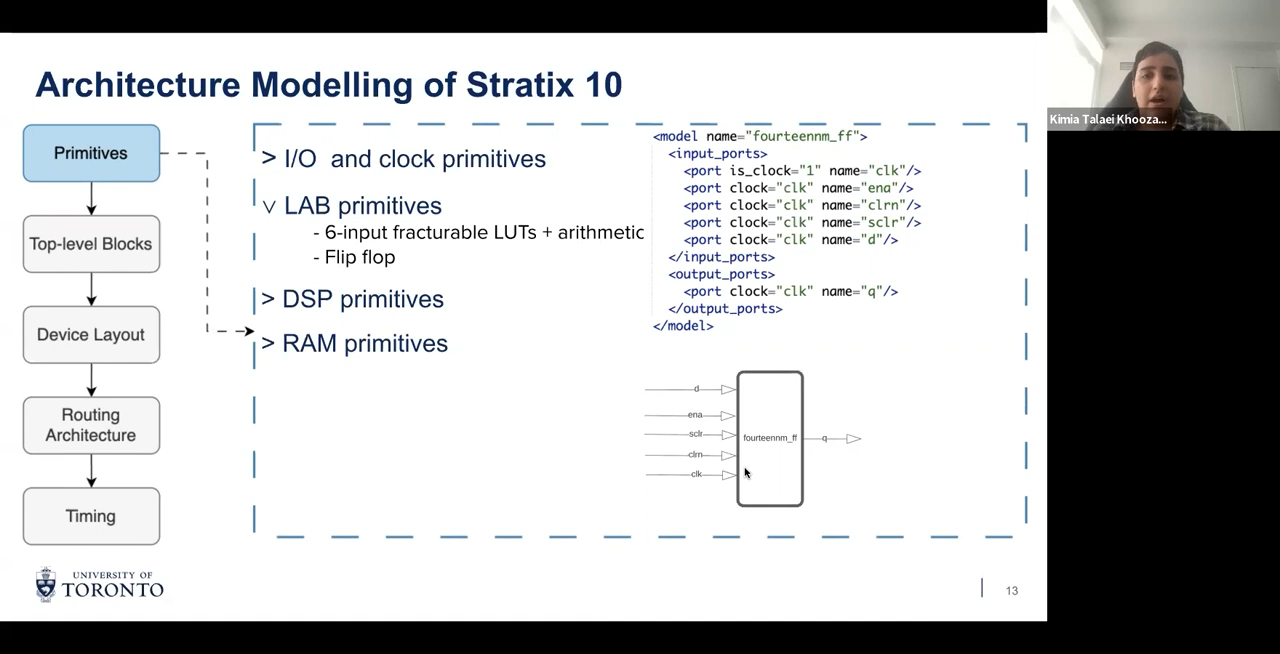 Architecture Modelling of Stratix 10
Primitives
Top-level Blocks
Device Layout
Routing
Architecture
Timing
> I/O and clock primitives
˅ LAB primitives
- 6-input fracturable LUTs + arithmetic
- Flip flop
> DSP primitives
> RAM primitives
<model name="fourteennm_ff">
<input_ports>
<port is_clock="1" name="clk"/>
<port clock="clk" name="ena"/>
<port clock="clk" name="clrn"/>
<port clock="clk" name="sclr"/>
<port clock="clk" name="d"/>
</input_ports>
<output_ports>
<port clock="clk" name="q"/>
</output_ports>
</model>
d
ena
sclr
clrn
clk
fourteennm_ff
q
UNIVERSITY OF
TORONTO
13
Kimia Talaei Khooza...